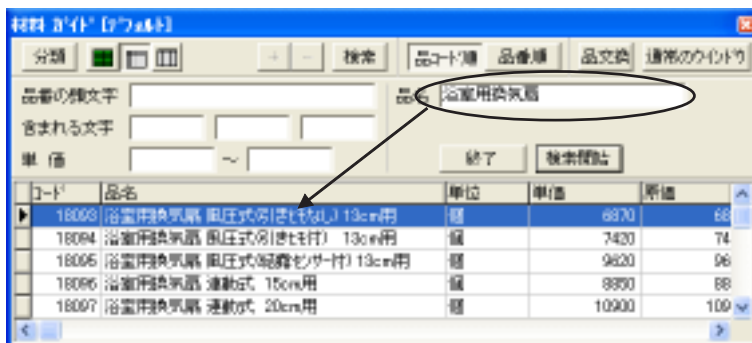 材料 ガイド [デフォルト]
分類 + - 検索 品コード順 品番順 品交換 通常のウインドウ
品番の頭文字 品名 浴室用換気扇
含まれる文字
単 価 ～ 終了 検索開始
コード 品名 単位 単価 原価
18093 浴室用換気扇 風圧式(引きヒモなし) 13cm用 個 6870 68
18094 浴室用換気扇 風圧式(引きヒモ付) 13cm用 個 7420 74
18095 浴室用換気扇 風圧式(結露センサー付) 13cm用 個 9620 96
18096 浴室用換気扇 連動式 15cm用 個 8850 88
18097 浴室用換気扇 連動式 20cm用 個 10900 109